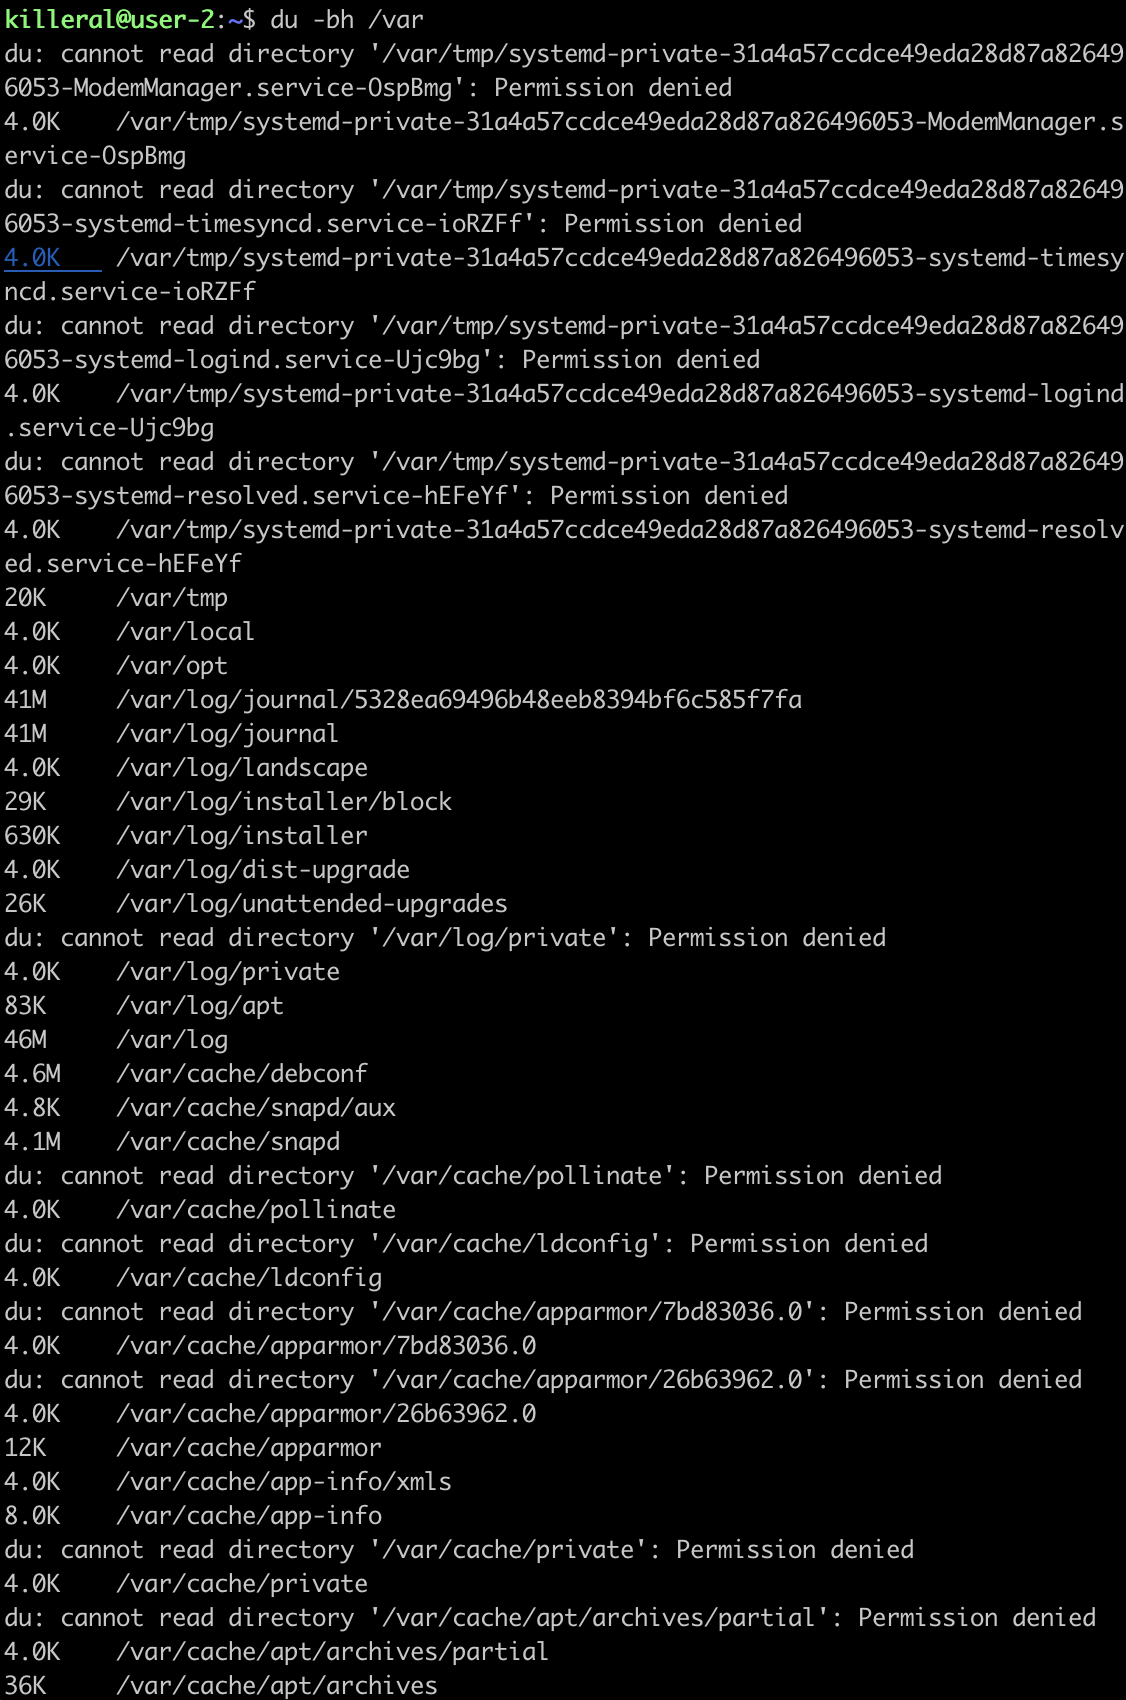 killeral@user-2:~$ du -bh /var
du: cannot read directory '/var/tmp/systemd-private-31a4a57ccdce49eda28d87a82649
6053-ModemManager.service-OspBmg': Permission denied
4.0K    /var/tmp/systemd-private-31a4a57ccdce49eda28d87a826496053-ModemManager.s
ervice-OspBmg
du: cannot read directory '/var/tmp/systemd-private-31a4a57ccdce49eda28d87a82649
6053-systemd-timesyncd.service-ioRZFf': Permission denied
4.0K    /var/tmp/systemd-private-31a4a57ccdce49eda28d87a826496053-systemd-timesy
ncd.service-ioRZFf
du: cannot read directory '/var/tmp/systemd-private-31a4a57ccdce49eda28d87a82649
6053-systemd-logind.service-Ujc9bg': Permission denied
4.0K    /var/tmp/systemd-private-31a4a57ccdce49eda28d87a826496053-systemd-logind
.service-Ujc9bg
du: cannot read directory '/var/tmp/systemd-private-31a4a57ccdce49eda28d87a82649
6053-systemd-resolved.service-hEFeYf': Permission denied
4.0K    /var/tmp/systemd-private-31a4a57ccdce49eda28d87a826496053-systemd-resolv
ed.service-hEFeYf
20K     /var/tmp
4.0K    /var/local
4.0K    /var/opt
41M     /var/log/journal/5328ea69496b48eeb8394bf6c585f7fa
41M     /var/log/journal
4.0K    /var/log/landscape
29K     /var/log/installer/block
630K    /var/log/installer
4.0K    /var/log/dist-upgrade
26K     /var/log/unattended-upgrades
du: cannot read directory '/var/log/private': Permission denied
4.0K    /var/log/private
83K     /var/log/apt
46M     /var/log
4.6M    /var/cache/debconf
4.8K    /var/cache/snapd/aux
4.1M    /var/cache/snapd
du: cannot read directory '/var/cache/pollinate': Permission denied
4.0K    /var/cache/pollinate
du: cannot read directory '/var/cache/ldconfig': Permission denied
4.0K    /var/cache/ldconfig
du: cannot read directory '/var/cache/apparmor/7bd83036.0': Permission denied
4.0K    /var/cache/apparmor/7bd83036.0
du: cannot read directory '/var/cache/apparmor/26b63962.0': Permission denied
4.0K    /var/cache/apparmor/26b63962.0
12K     /var/cache/apparmor
4.0K    /var/cache/app-info/xmls
8.0K    /var/cache/app-info
du: cannot read directory '/var/cache/private': Permission denied
4.0K    /var/cache/private
du: cannot read directory '/var/cache/apt/archives/partial': Permission denied
4.0K    /var/cache/apt/archives/partial
36K     /var/cache/apt/archives